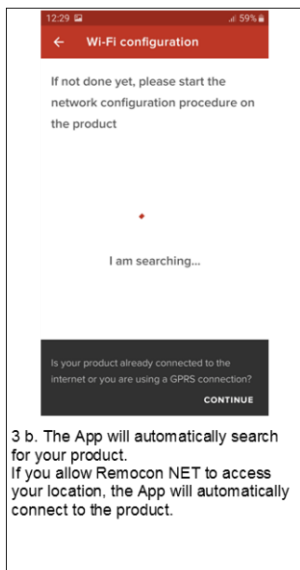 12:29 59%
← Wi-Fi configuration
If not done yet, please start the
network configuration procedure on
the product
I am searching...
Is your product already connected to the
internet or you are using a GPRS connection?
CONTINUE
3 b. The App will automatically search
for your product.
If you allow Remocon NET to access
your location, the App will automatically
connect to the product.